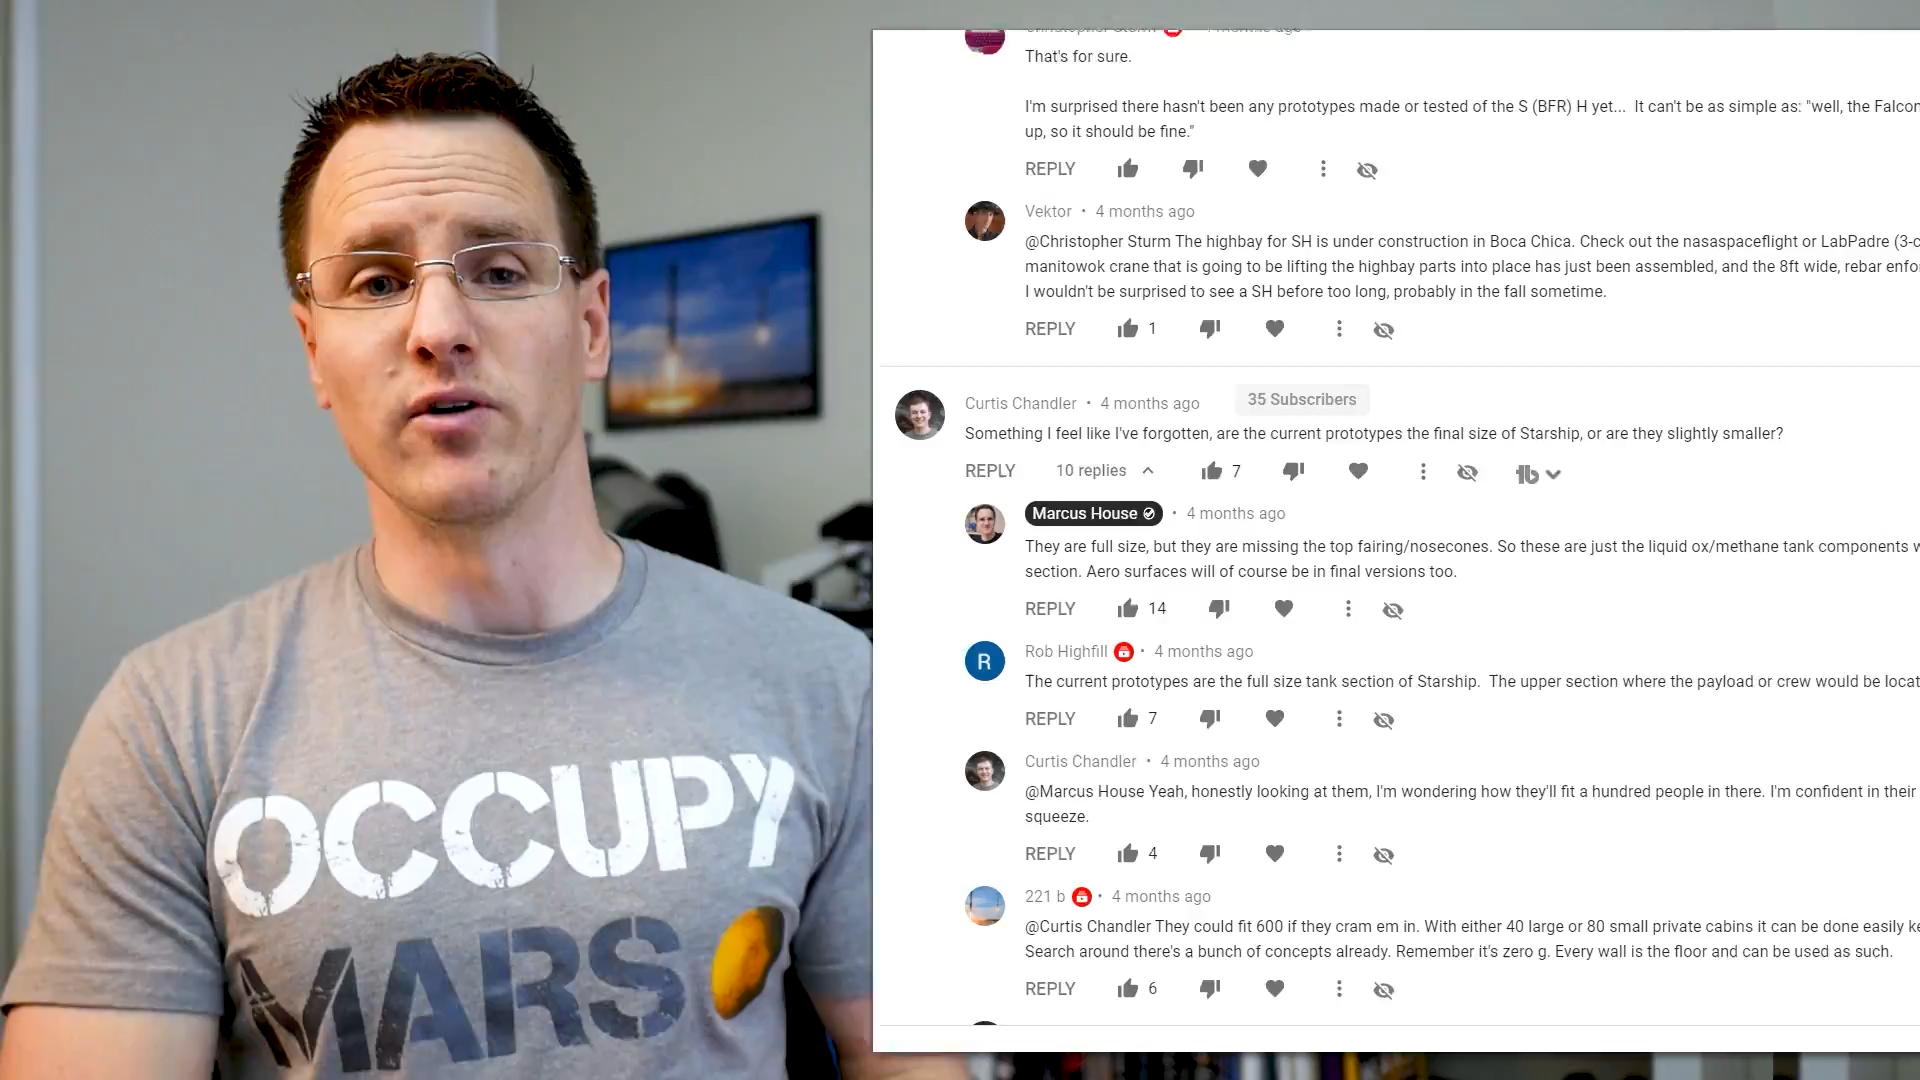 That's for sure.
I'm surprised there hasn't been any prototypes made or tested of the S (BFR) H yet... It can't be as simple as: "well, the Falcon
up, so it should be fine."
REPLY
Vektor • 4 months ago
@Christopher Sturm The highbay for SH is under construction in Boca Chica. Check out the nasaspaceflight or LabPadre (3-c
manitowok crane that is going to be lifting the highbay parts into place has just been assembled, and the 8ft wide, rebar enfo
I wouldn't be surprised to see a SH before too long, probably in the fall sometime.
REPLY 1
Curtis Chandler • 4 months ago 35 Subscribers
Something I feel like I've forgotten, are the current prototypes the final size of Starship, or are they slightly smaller?
REPLY 10 replies 7
Marcus House • 4 months ago
They are full size, but they are missing the top fairing/nosecones. So these are just the liquid ox/methane tank components w
section. Aero surfaces will of course be in final versions too.
REPLY 14
R
Rob Highfill • 4 months ago
The current prototypes are the full size tank section of Starship. The upper section where the payload or crew would be locat
REPLY 7
Curtis Chandler • 4 months ago
@Marcus House Yeah, honestly looking at them, I'm wondering how they'll fit a hundred people in there. I'm confident in their
squeeze.
REPLY 4
221 b • 4 months ago
@Curtis Chandler They could fit 600 if they cram em in. With either 40 large or 80 small private cabins it can be done easily ke
Search around there's a bunch of concepts already. Remember it's zero g. Every wall is the floor and can be used as such.
REPLY 6
OCCUPY
MARS